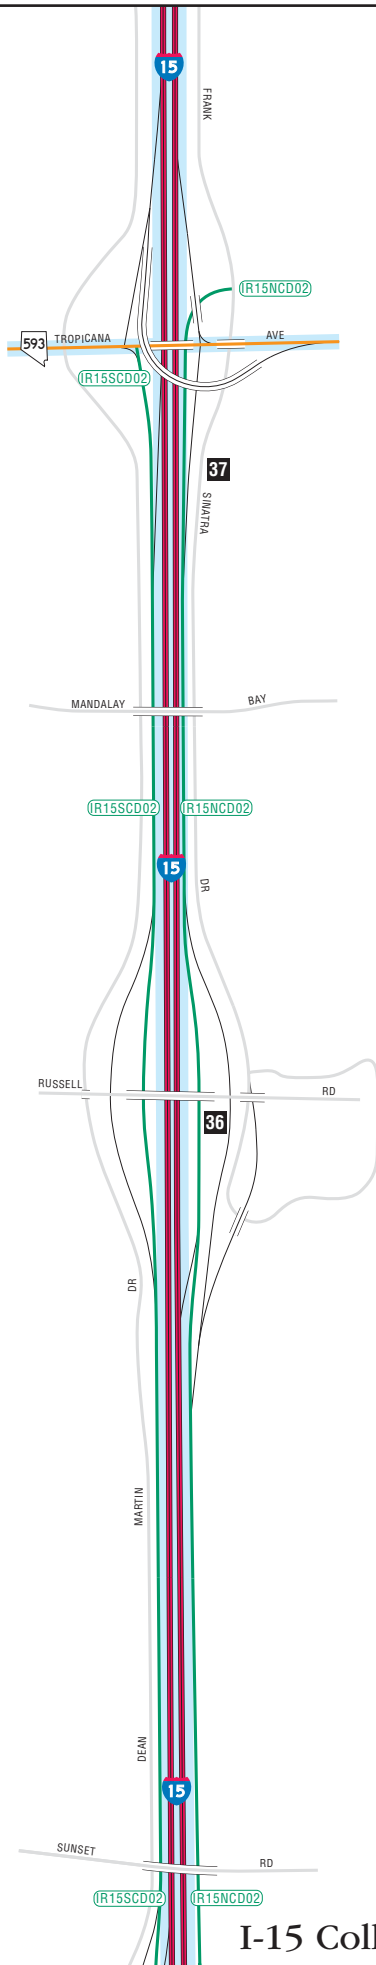 15
FRANK
IR15NCD02
593
TROPICANA
AVE
IR15SCD02
37
SINATRA
MANDALAY
BAY
IR15SCD02
IR15NCD02
15
DR
RUSSELL
RD
36
DR
MARTIN
DEAN
15
SUNSET
RD
IR15SCD02
IR15NCD02
I-15 Coll